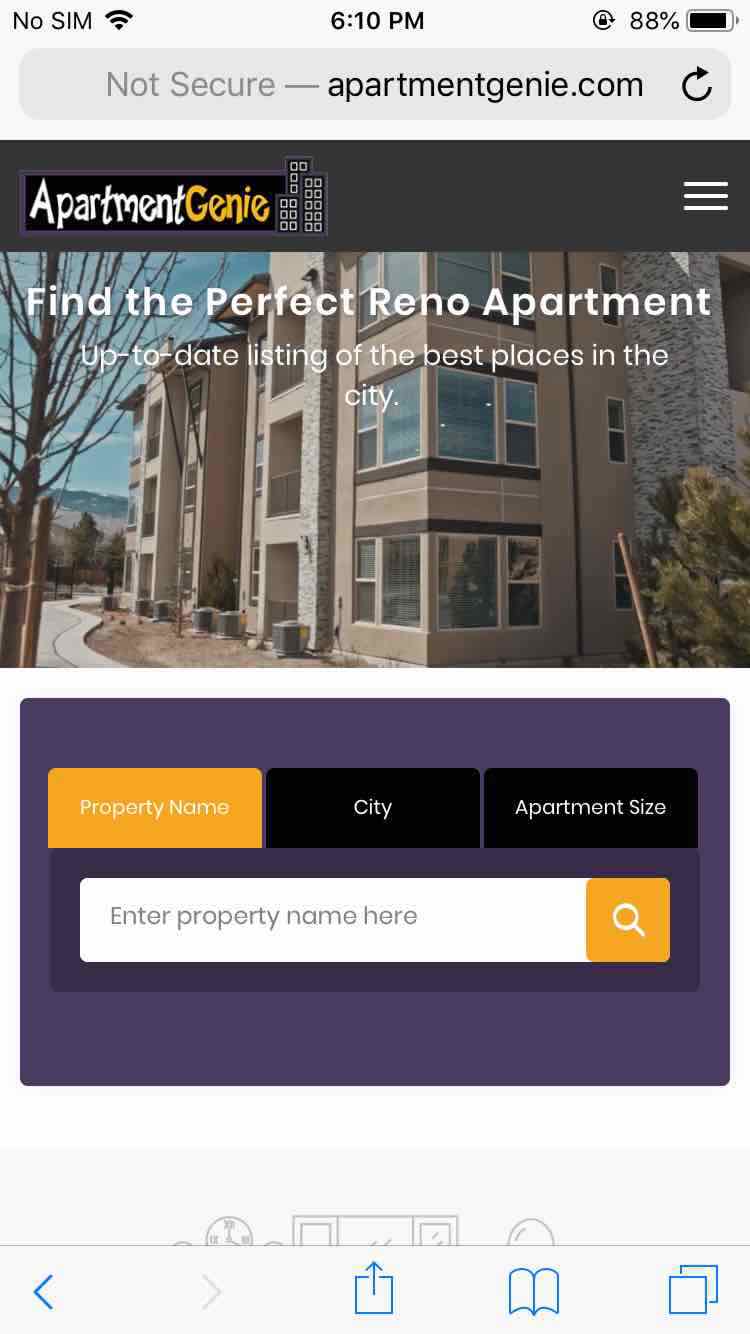 No SIM 6:10 PM 88%
Not Secure — apartmentgenie.com
ApartmentGenie
Find the Perfect Reno Apartment
Up-to-date listing of the best places in the
city.
Property Name City Apartment Size
Enter property name here